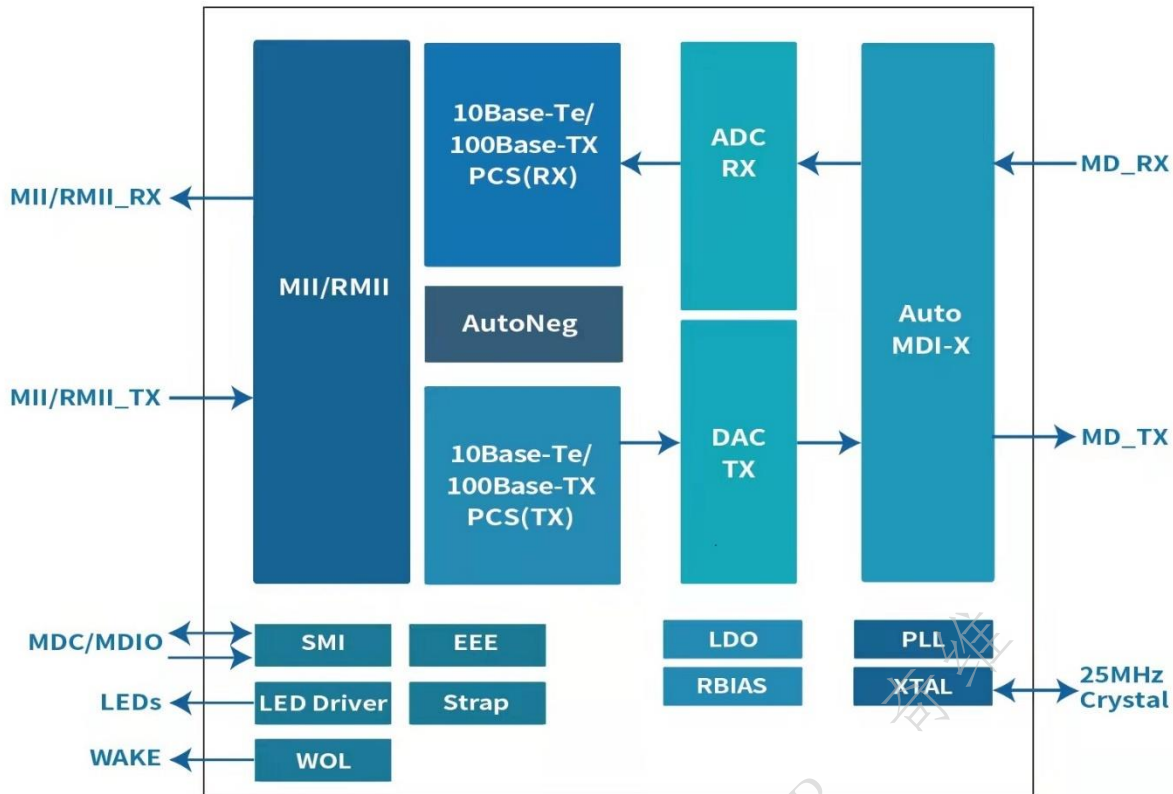 10Base-Te/
100Base-TX
PCS(RX)
ADC
RX
MD_RX
MII/RMII_RX
MII/RMII
AutoNeg
Auto
MDI-X
MII/RMII_TX
10Base-Te/
100Base-TX
PCS(TX)
DAC
TX
MD_TX
MDC/MDIO
SMI
EEE
LDO
PLL
LEDs
LED Driver
Strap
RBIAS
XTAL
25MHz
Crystal
WAKE
WOL
奇维